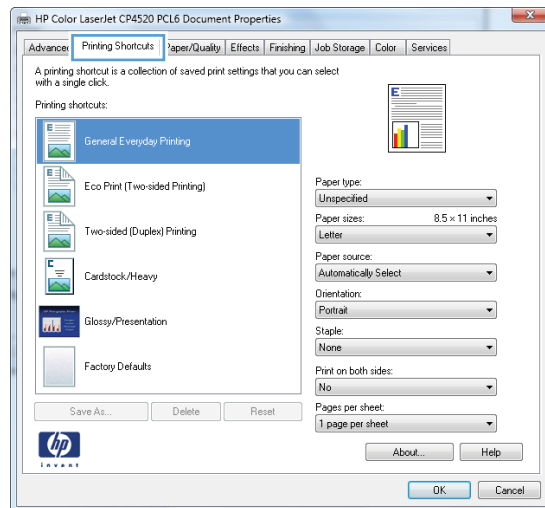 HP Color LaserJet CP4520 PCL6 Document Properties
Advanced Printing Shortcuts Paper/Quality Effects Finishing Job Storage Color Services
A printing shortcut is a collection of saved print settings that you can select
with a single click.
Printing shortcuts:
General Everyday Printing
Eco Print (Two-sided Printing)
Two-sided (Duplex) Printing
Cardstock/Heavy
Glossy/Presentation
Factory Defaults
Save As... Delete Reset
E
Paper type:
Unspecified
Paper sizes: 8.5 × 11 inches
Letter
Paper source:
Automatically Select
Orientation:
Portrait
Staple:
None
Print on both sides:
No
Pages per sheet:
1 page per sheet
hp
invent
About... Help
OK Cancel